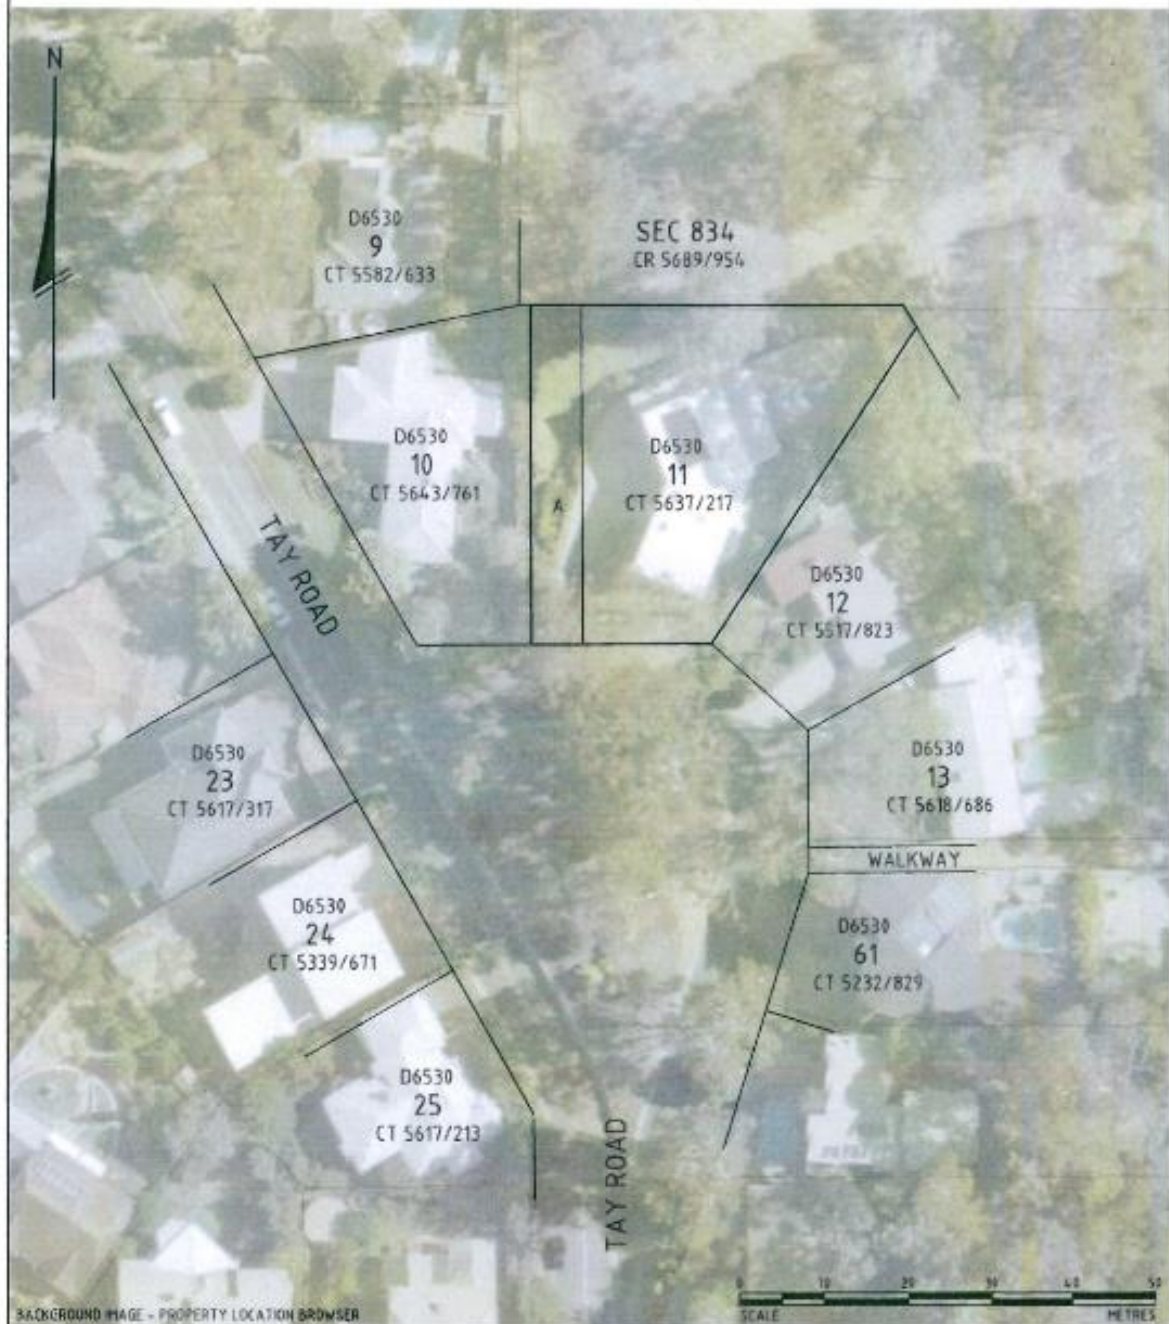 N
D6530
9
CT 5582/633
SEC 834
CR 5689/954
D6530
10
CT 5643/761
A
D6530
11
CT 5637/217
TAY ROAD
D6530
12
CT 5517/823
D6530
23
CT 5617/317
D6530
13
CT 5618/686
WALKWAY
D6530
24
CT 5339/671
D6530
61
CT 5232/829
D6530
25
CT 5617/213
TAY ROAD
0 10 20 30 40 50
SCALE METRES
BACKGROUND IMAGE - PROPERTY LOCATION BROWSER